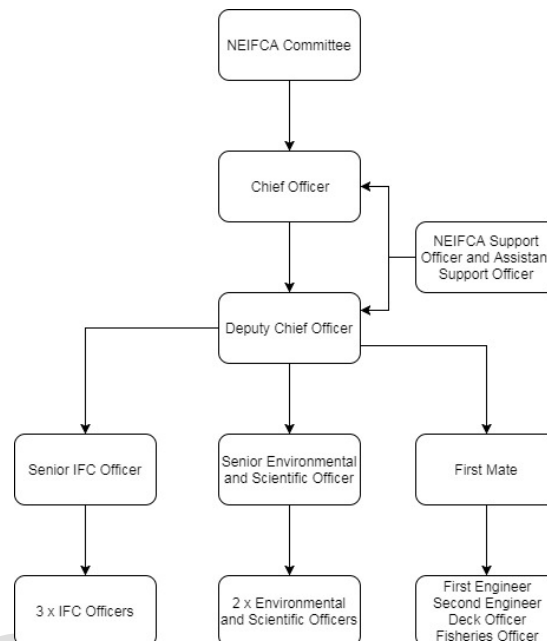 NEIFCA Committee
Chief Officer
NEIFCA Support
Officer and Assistan
Support Officer
Deputy Chief Officer
Senior IFC Officer
Senior Environmental
and Scientific Officer
First Mate
3 x IFC Officers
2 x Environmental
and Scientific Officers
First Engineer
Second Engineer
Deck Officer
Fisheries Officer